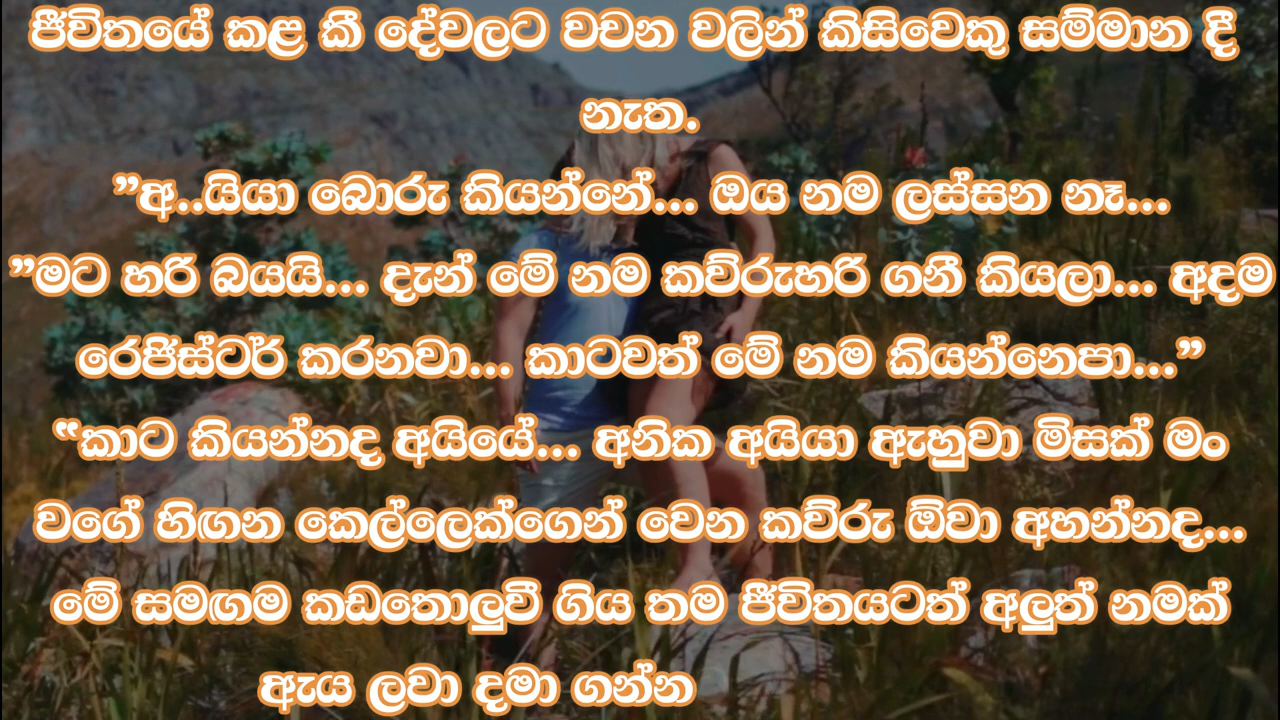 ජීවිතයේ කළ කී දේවලට වචන වලින් කිසිවෙකු සම්මාන දී
නැත.
”අ..යියා බොරු කියන්නේ... ඔය නම ලස්සන නෑ...
”මට හරි බයයි... දැන් මේ නම කව්රුහරි ගනී කියලා... අදම
රෙජිස්ටර් කරනවා... කාටවත් මේ නම කියන්නෙපා...”
“කාට කියන්නද අයියේ... අනික අයියා ඇහුවා මිසක් මං
වගේ හිඟන කෙල්ලෙක්ගෙන් වෙන කව්රු ඕවා අහන්නද...
මේ සමඟම කඩතොලුවී ගිය තම ජීවිතයටත් අලුත් නමක්
ඇය ලවා දමා ගන්න